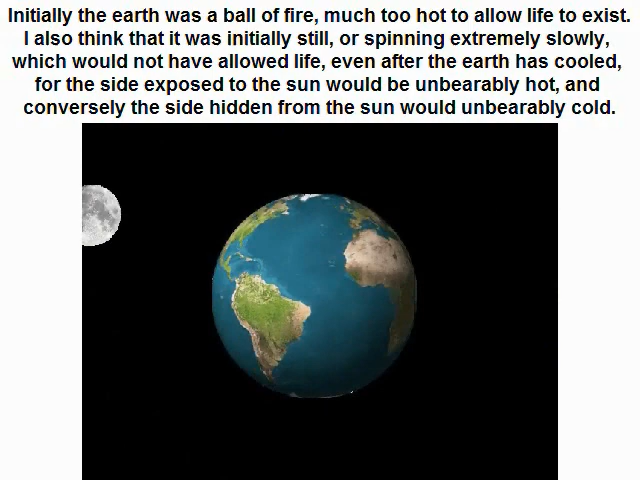 Initially the earth was a ball of fire, much too hot to allow life to exist.
I also think that it was initially still, or spinning extremely slowly,
which would not have allowed life, even after the earth has cooled,
for the side exposed to the sun would be unbearably hot, and
conversely the side hidden from the sun would unbearably cold.